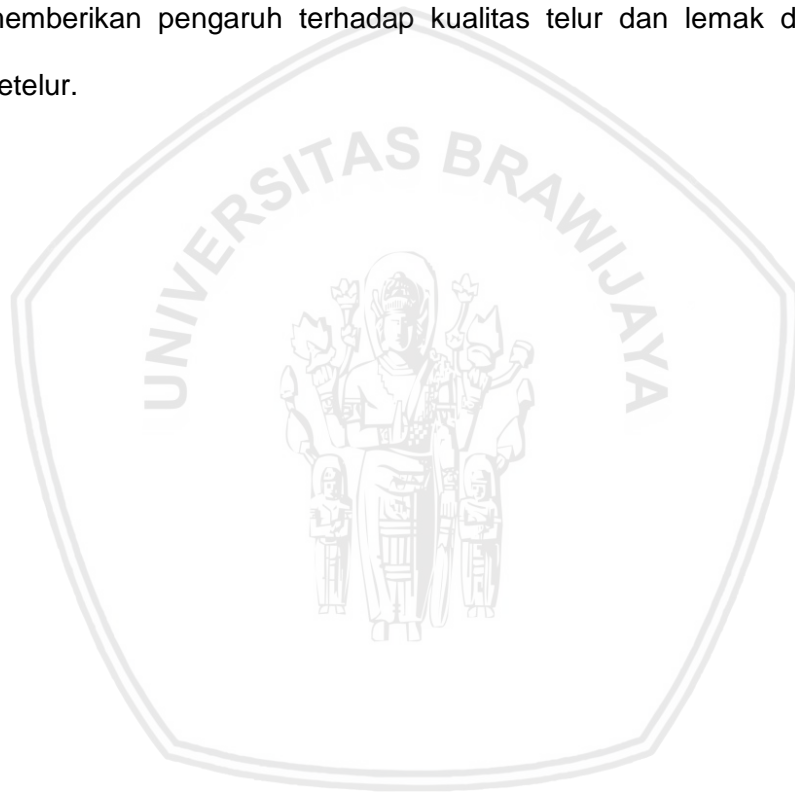 memberikan pengaruh terhadap kualitas telur dan lemak d
etelur.
UNIVERSITAS BRAWIJAYA